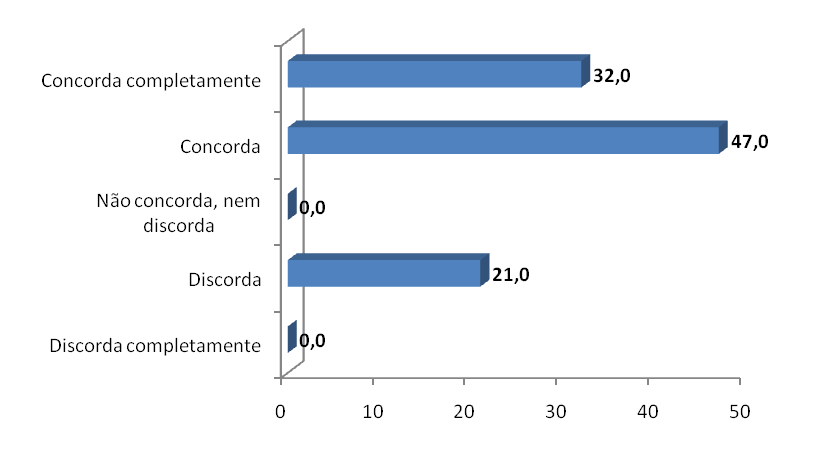 Concorda completamente
32,0
Concorda
47,0
Não concorda, nem
discorda
0,0
Discorda
21,0
Discorda completamente
0,0
0 10 20 30 40 50